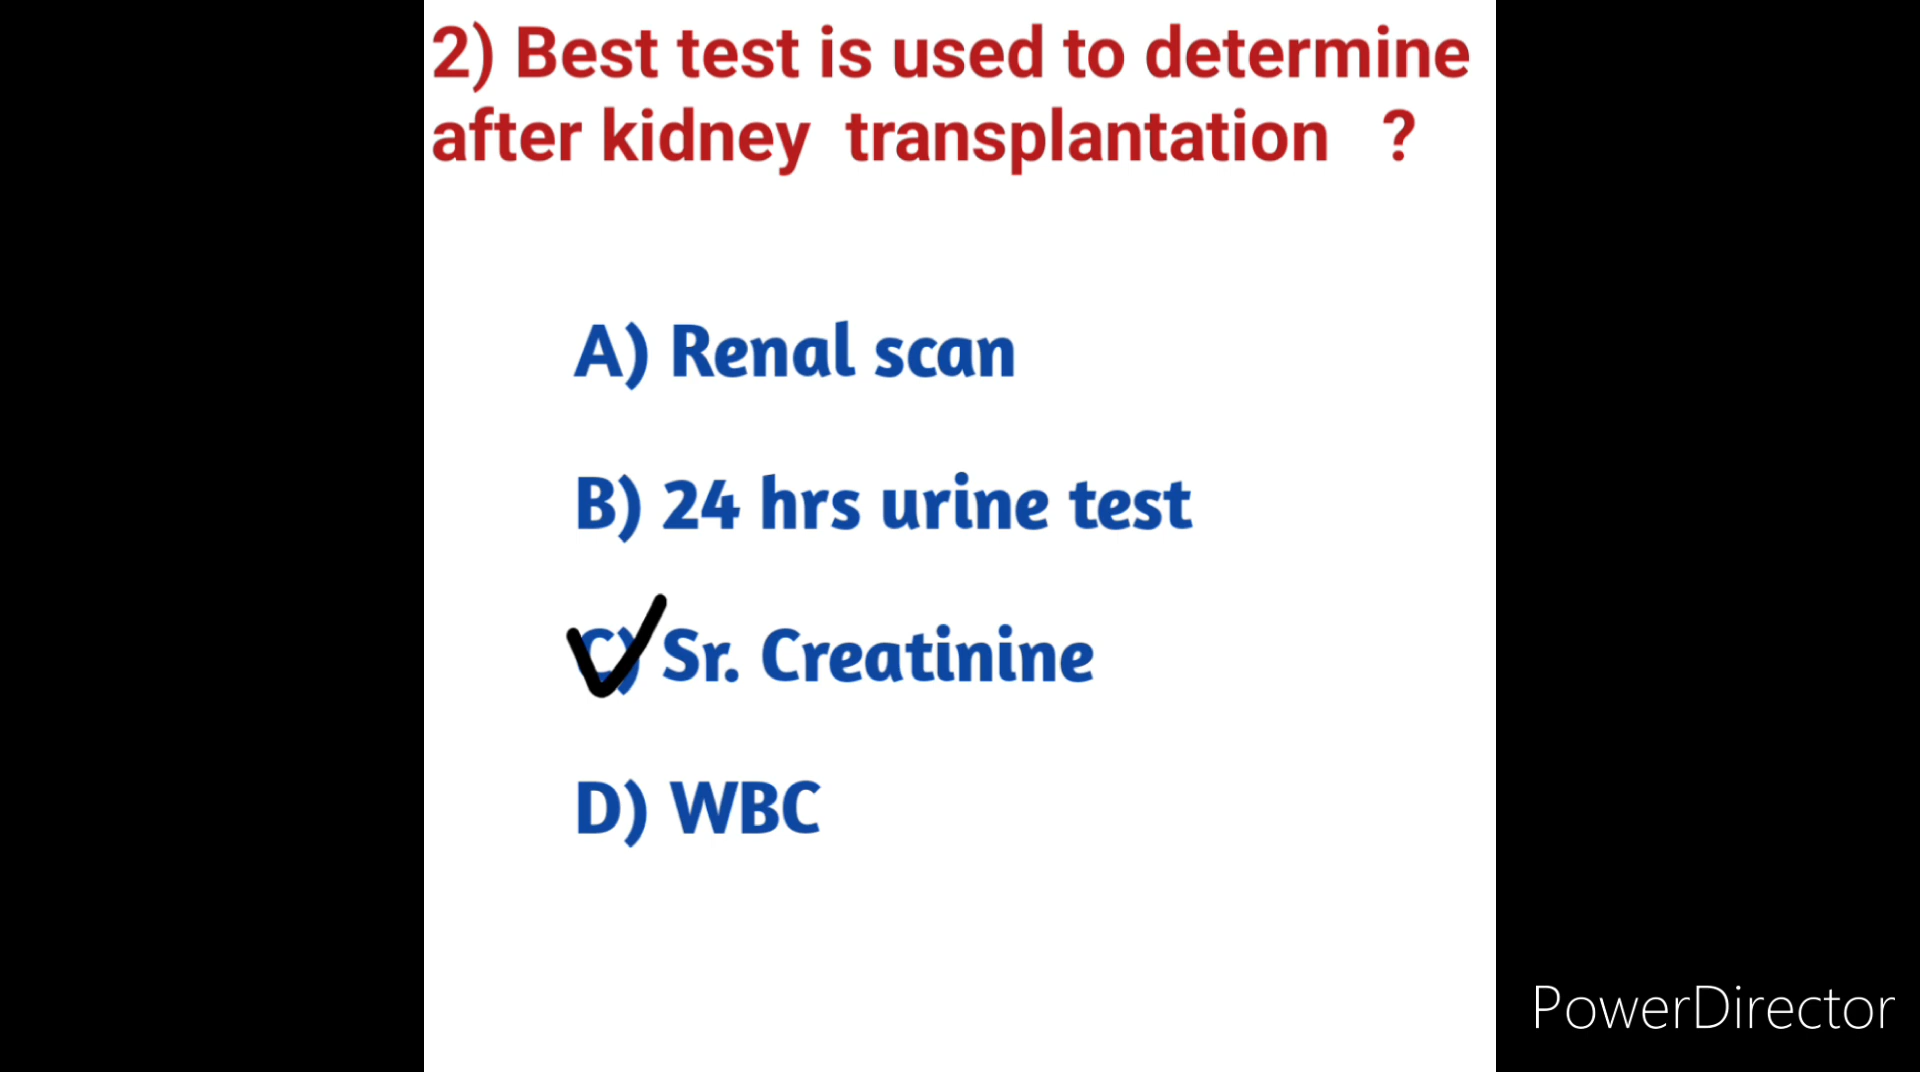 2) Best test is used to determine
after kidney transplantation ?
A) Renal scan
B) 24 hrs urine test
C) Sr. Creatinine
D) WBC
PowerDirector